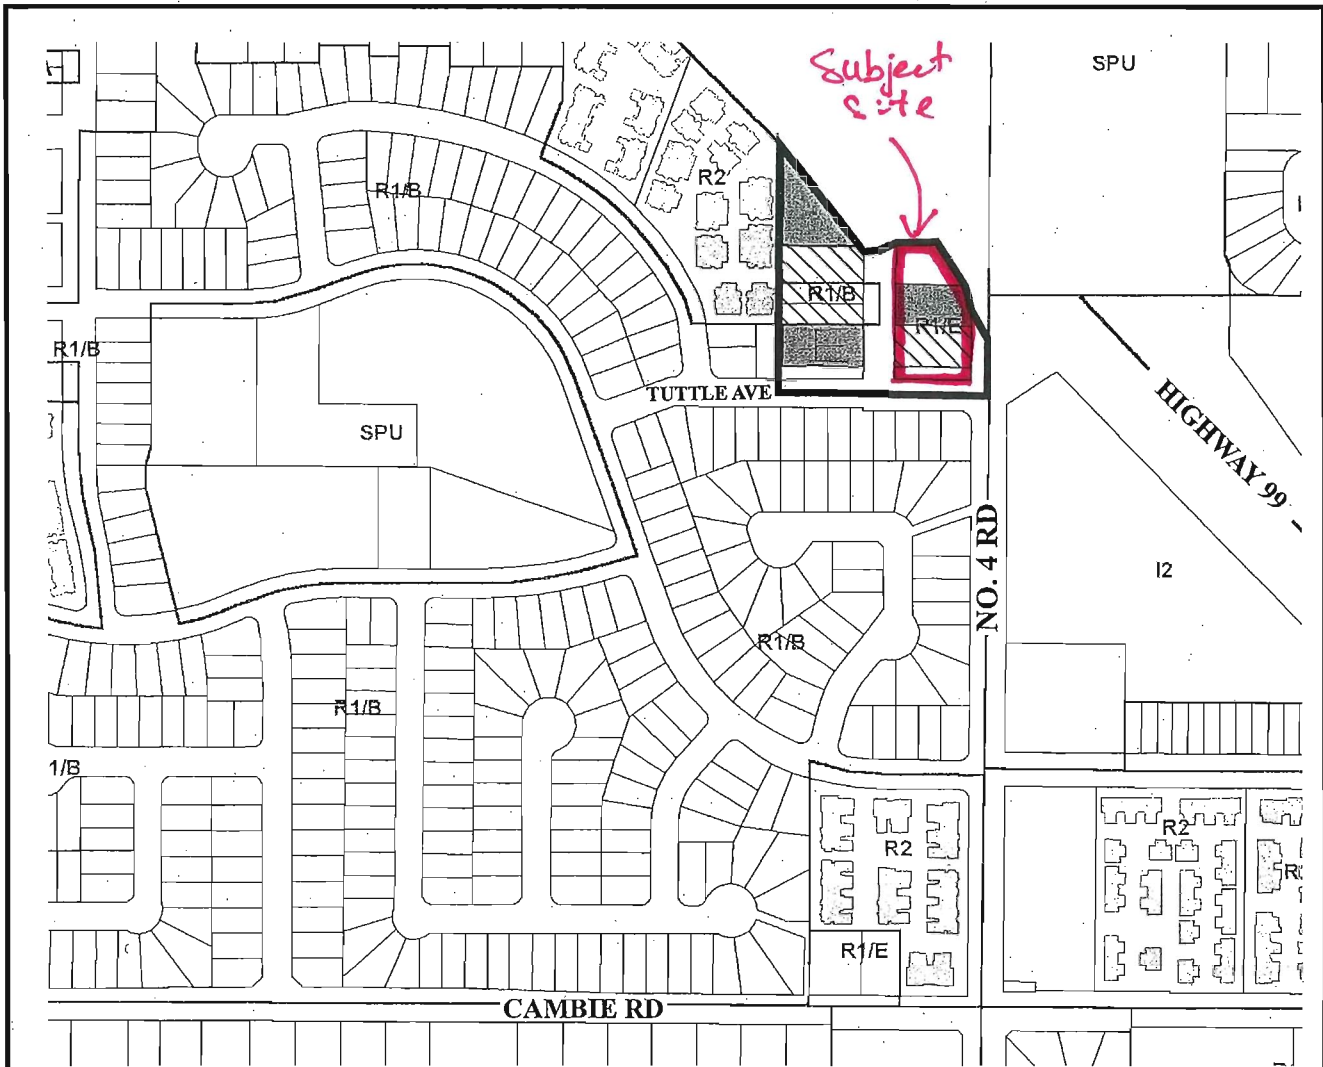 Subject
site
SPU
R1/B
R2
R1/B
R1/E
R1/B
TUTTLE AVE
SPU
HIGHWAY 99
NO. 4 RD
I2
R1/B
R1/B
1/B
R2
R2
R1/E
CAMBIE RD